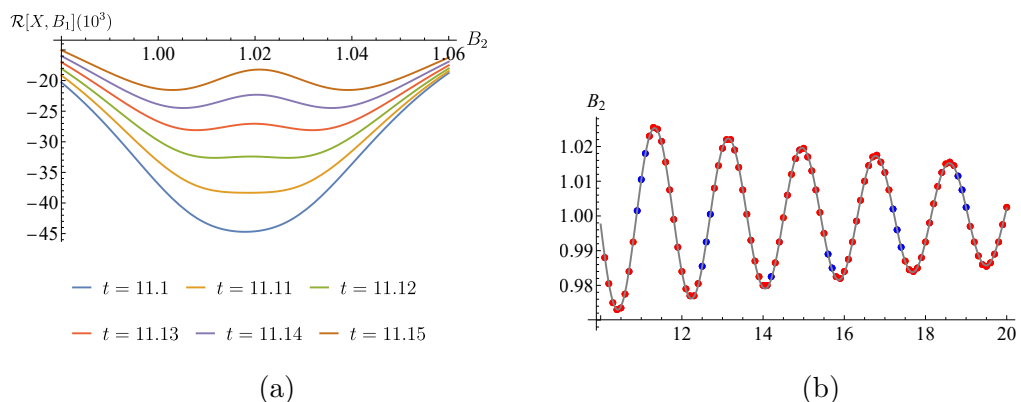 𝓡[X, B₁](10³)
B₂
1.00 1.02 1.04 1.06
−20
−25
−30
−35
−40
−45
t = 11.1 t = 11.11 t = 11.12
t = 11.13 t = 11.14 t = 11.15
(a)
B₂
1.02
1.01
1.00
0.99
0.98
12 14 16 18 20
(b)